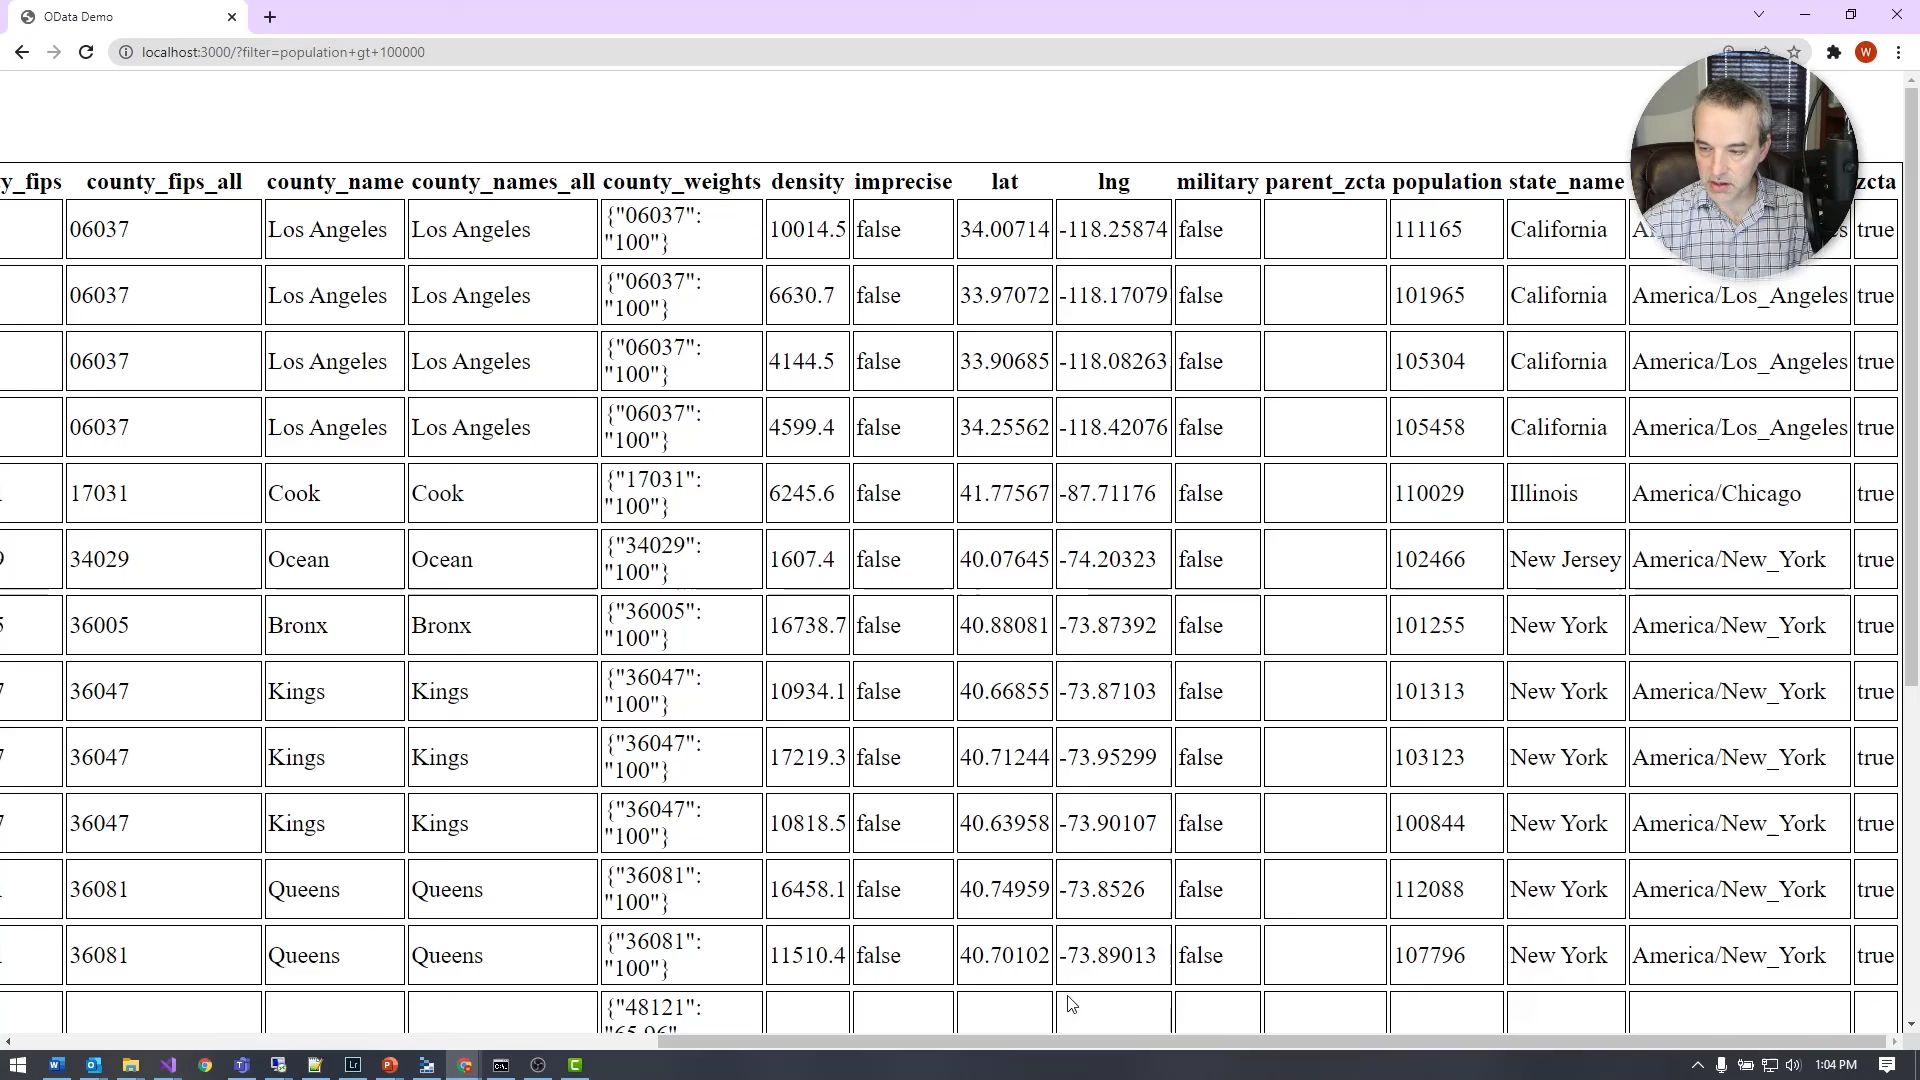 OData Demo
localhost:3000/?filter=population+gt+100000
W
y_fips county_fips_all county_name county_names_all county_weights density imprecise lat lng military parent_zcta population state_name zcta
06037 Los Angeles Los Angeles {"06037": "100"} 10014.5 false 34.00714 -118.25874 false 111165 California true
06037 Los Angeles Los Angeles {"06037": "100"} 6630.7 false 33.97072 -118.17079 false 101965 California America/Los_Angeles true
06037 Los Angeles Los Angeles {"06037": "100"} 4144.5 false 33.90685 -118.08263 false 105304 California America/Los_Angeles true
06037 Los Angeles Los Angeles {"06037": "100"} 4599.4 false 34.25562 -118.42076 false 105458 California America/Los_Angeles true
17031 Cook Cook {"17031": "100"} 6245.6 false 41.77567 -87.71176 false 110029 Illinois America/Chicago true
34029 Ocean Ocean {"34029": "100"} 1607.4 false 40.07645 -74.20323 false 102466 New Jersey America/New_York true
36005 Bronx Bronx {"36005": "100"} 16738.7 false 40.88081 -73.87392 false 101255 New York America/New_York true
36047 Kings Kings {"36047": "100"} 10934.1 false 40.66855 -73.87103 false 101313 New York America/New_York true
36047 Kings Kings {"36047": "100"} 17219.3 false 40.71244 -73.95299 false 103123 New York America/New_York true
36047 Kings Kings {"36047": "100"} 10818.5 false 40.63958 -73.90107 false 100844 New York America/New_York true
36081 Queens Queens {"36081": "100"} 16458.1 false 40.74959 -73.8526 false 112088 New York America/New_York true
36081 Queens Queens {"36081": "100"} 11510.4 false 40.70102 -73.89013 false 107796 New York America/New_York true
{"48121":
1:04 PM